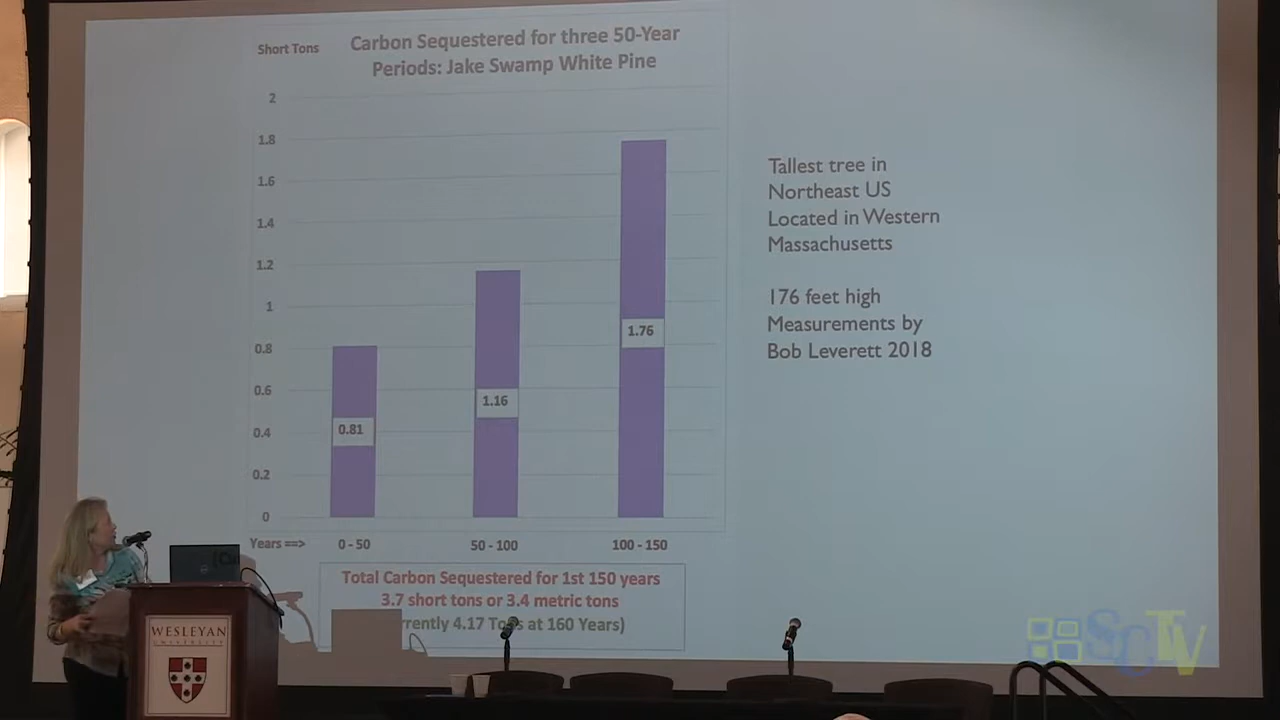 Short Tons
Carbon Sequestered for three 50-Year
Periods: Jake Swamp White Pine
2
1.8
1.6
1.4
1.2
1
0.8
0.6
0.4
0.2
0
0.81
1.16
1.76
Years ==>
0 - 50
50 - 100
100 - 150
Total Carbon Sequestered for 1st 150 years
3.7 short tons or 3.4 metric tons
rrently 4.17 Tons at 160 Years)
Tallest tree in
Northeast US
Located in Western
Massachusetts
176 feet high
Measurements by
Bob Leverett 2018
WESLEYAN
UNIVERSITY
SCTV